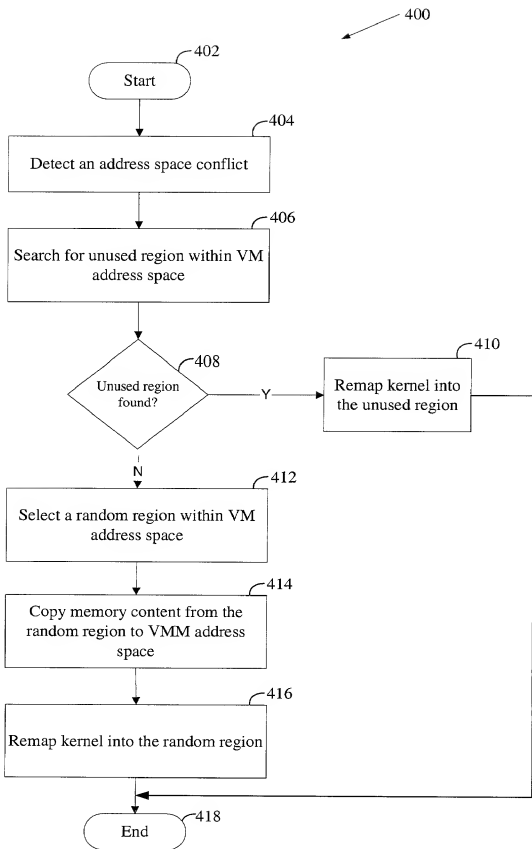 400
402
Start
404
Detect an address space conflict
406
Search for unused region within VM
address space
408
Unused region
found?
Y
410
Remap kernel into
the unused region
N
412
Select a random region within VM
address space
414
Copy memory content from the
random region to VMM address
space
416
Remap kernel into the random region
418
End